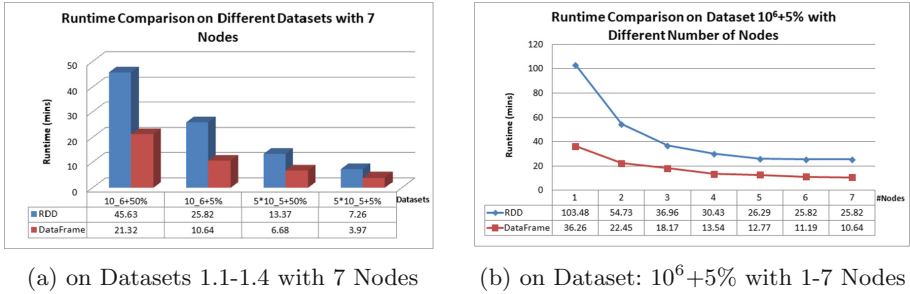 Runtime Comparison on Different Datasets with 7
Nodes
Runtime (mins)
50
40
30
20
10
0
10_6+50% 10_6+5% 5*10_5+50% 5*10_5+5% Datasets
RDD 45.63 25.82 13.37 7.26
DataFrame 21.32 10.64 6.68 3.97
(a) on Datasets 1.1-1.4 with 7 Nodes
Runtime Comparison on Dataset 10⁶+5% with
Different Number of Nodes
Runtime (mins)
120
100
80
60
40
20
0
1 2 3 4 5 6 7 #Nodes
RDD 103.48 54.73 36.96 30.43 26.29 25.82 25.82
DataFrame 36.26 22.45 18.17 13.54 12.77 11.19 10.64
(b) on Dataset: 10⁶+5% with 1-7 Nodes